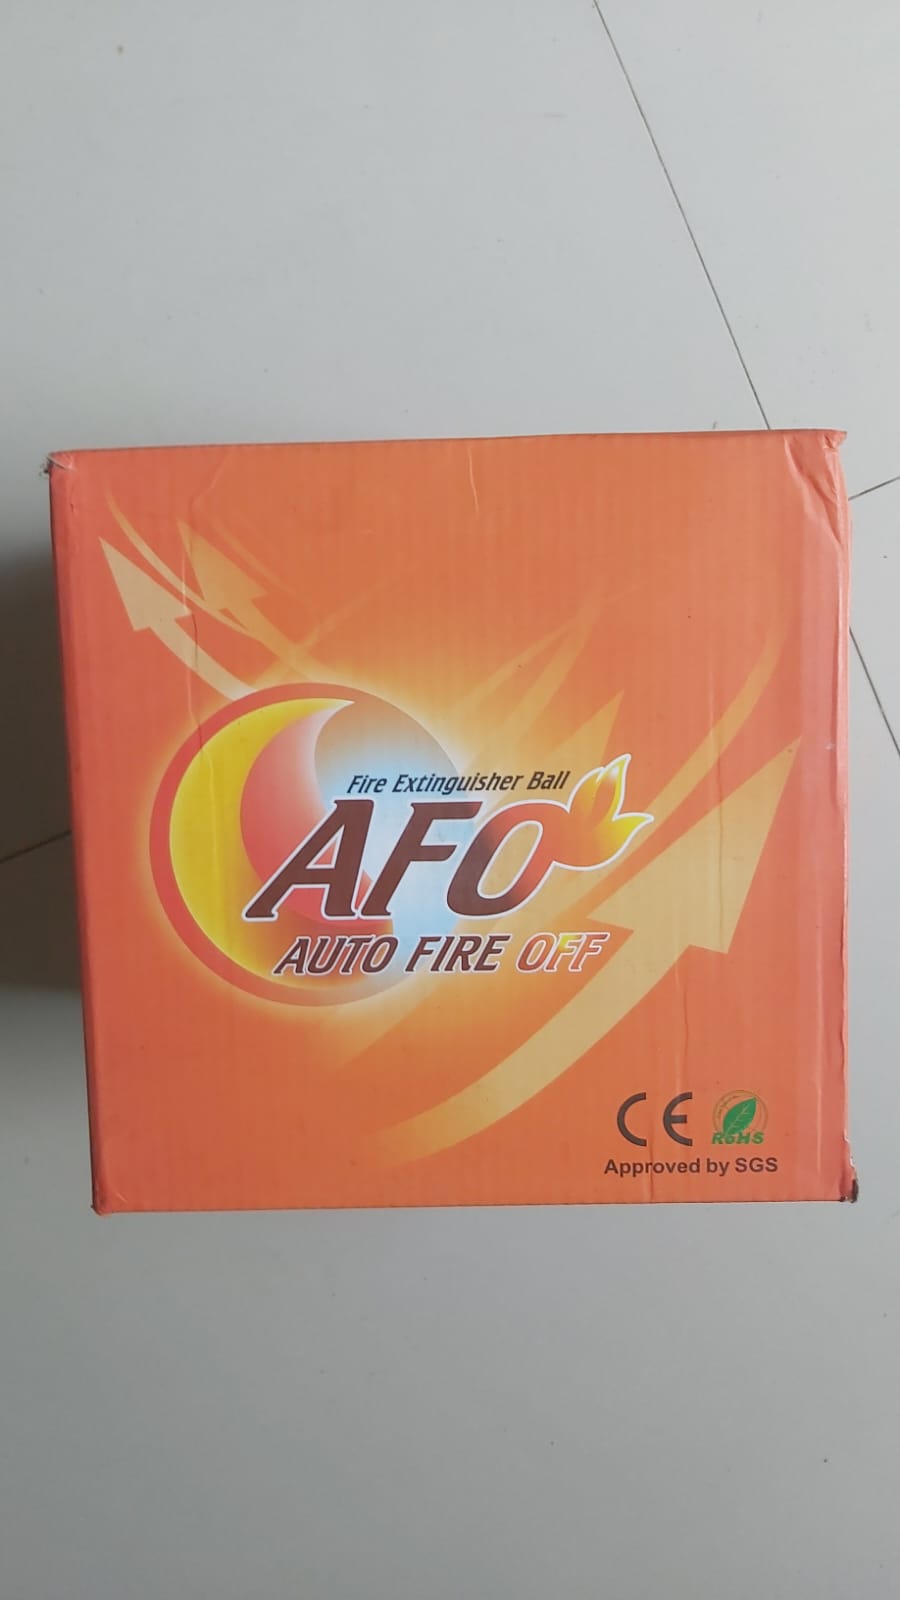 Fire Extinguisher Ball
AFO
AUTO FIRE OFF
CE RoHS
Approved by SGS